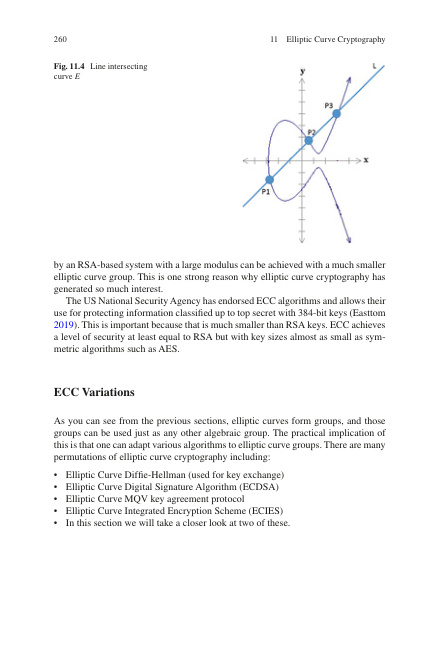 260
11 Elliptic Curve Cryptography
Fig. 11.4 Line intersecting
curve E
y
L
P3
P2
x
P1
by an RSA-based system with a large modulus can be achieved with a much smaller
elliptic curve group. This is one strong reason why elliptic curve cryptography has
generated so much interest.
The US National Security Agency has endorsed ECC algorithms and allows their
use for protecting information classified up to top secret with 384-bit keys (Easttom
2019). This is important because that is much smaller than RSA keys. ECC achieves
a level of security at least equal to RSA but with key sizes almost as small as sym-
metric algorithms such as AES.
ECC Variations
As you can see from the previous sections, elliptic curves form groups, and those
groups can be used just as any other algebraic group. The practical implication of
this is that one can adapt various algorithms to elliptic curve groups. There are many
permutations of elliptic curve cryptography including:
• Elliptic Curve Diffie-Hellman (used for key exchange)
• Elliptic Curve Digital Signature Algorithm (ECDSA)
• Elliptic Curve MQV key agreement protocol
• Elliptic Curve Integrated Encryption Scheme (ECIES)
• In this section we will take a closer look at two of these.